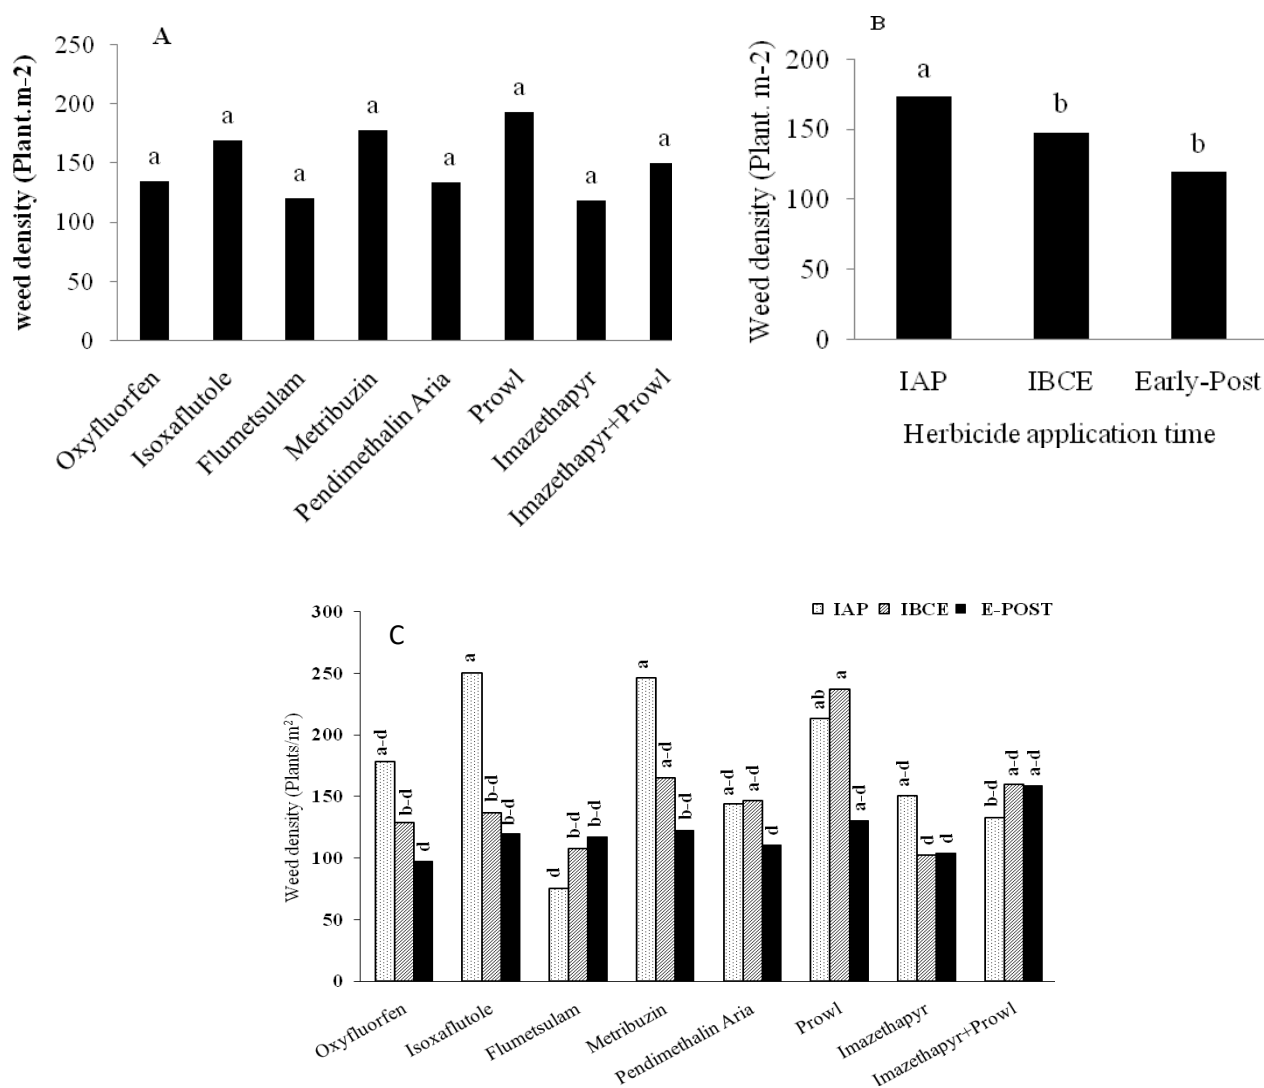 A
weed density (Plant.m-2)
250
200
150
100
50
0
a
a
a
a
a
a
a
a
Oxyfluorfen
Isoxaflutole
Flumetsulam
Metribuzin
Pendimethalin Aria
Prowl
Imazethapyr
Imazethapyr+Prowl
B
Weed density (Plant. m-2)
200
150
100
50
0
a
b
b
IAP IBCE Early-Post
Herbicide application time
C
IAP IBCE E-POST
Weed density (Plants/m²)
300
250
200
150
100
50
0
a-d
b-d
d
a
b-d
b-d
d
b-d
b-d
a
a-d
b-d
a-d
a-d
d
ab
a
a-d
a-d
d
d
b-d
a-d
a-d
Oxyfluorfen
Isoxaflutole
Flumetsulam
Metribuzin
Pendimethalin Aria
Prowl
Imazethapyr
Imazethapyr+Prowl